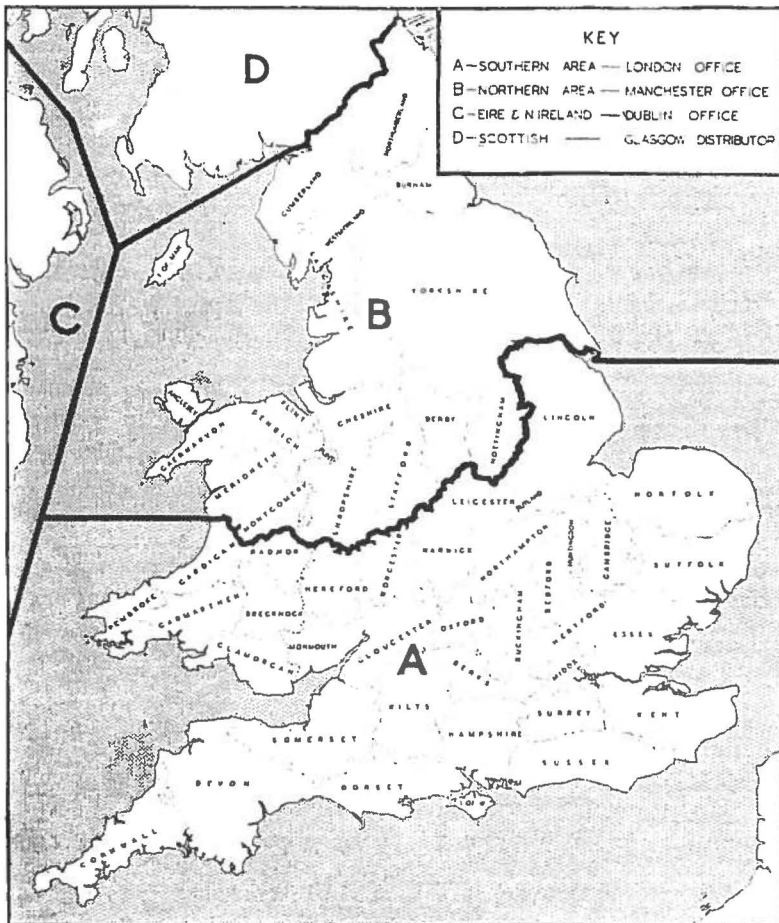 KEY
A—SOUTHERN AREA — LONDON OFFICE
B—NORTHERN AREA — MANCHESTER OFFICE
C—EIRE & N IRELAND — DUBLIN OFFICE
D—SCOTTISH — GLASGOW DISTRIBUTOR
D
NORTHUMBERLAND
CUMBERLAND
DURHAM
WESTMORLAND
I OF MAN
YORKSHIRE
C
B
ANGLESEY
FLINT
DENBIGH
CHESHIRE
DERBY
NOTTINGHAM
LINCOLN
CAERNARVON
MERIONETH
SHROPSHIRE
STAFFORD
MONTGOMERY
LEICESTER
RUTLAND
NORFOLK
CARDIGAN
RADNOR
WORCESTER
WARWICK
NORTHAMPTON
HUNTINGDON
CAMBRIDGE
SUFFOLK
PEMBROKE
CARMARTHEN
HEREFORD
BRECKNOCK
BEDFORD
BUCKINGHAM
HERTFORD
ESSEX
GLAMORGAN
MONMOUTH
GLOUCESTER
OXFORD
A
BERKS
WILTS
SURREY
KENT
SOMERSET
HAMPSHIRE
SUSSEX
DEVON
DORSET
I OF W
CORNWALL